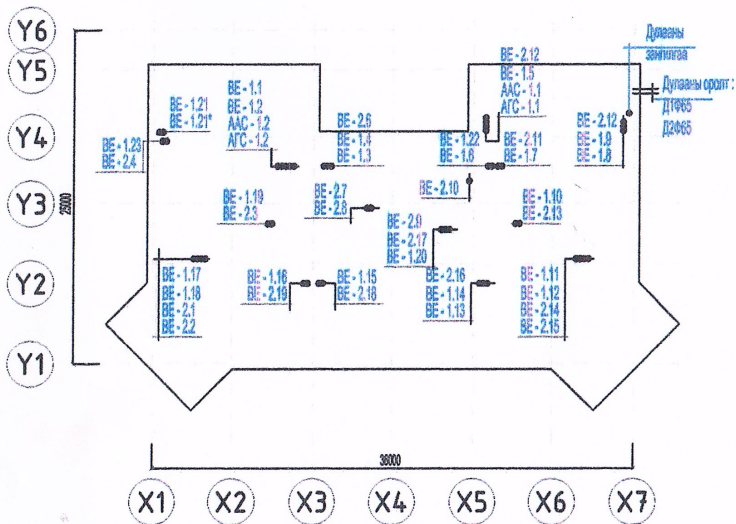 Y6
Y5
Y4
Y3
Y2
Y1
25000
BE - 1.21
BE - 1.21*
BE - 1.23
BE - 2.4
BE - 1.1
BE - 1.2
ААС - 1.2
АГС - 1.2
BE - 2.6
BE - 1.4
BE - 1.3
BE - 2.12
BE - 1.5
ААС - 1.1
АГС - 1.1
BE - 1.22
BE - 1.6
BE - 2.11
BE - 1.7
BE - 2.12
BE - 1.9
BE - 1.8
Дулааны
Дулааны оролт :
Д1Ф65
Д2Ф65
BE - 1.19
BE - 2.3
BE - 2.7
BE - 2.8
BE - 2.10
BE - 2.9
BE - 2.17
BE - 1.20
BE - 1.10
BE - 2.13
BE - 1.17
BE - 1.18
BE - 2.1
BE - 2.2
BE - 1.16
BE - 2.19
BE - 1.15
BE - 2.18
BE - 2.16
BE - 1.14
BE - 1.13
BE - 1.11
BE - 1.12
BE - 2.14
BE - 2.15
36000
X1
X2
X3
X4
X5
X6
X7